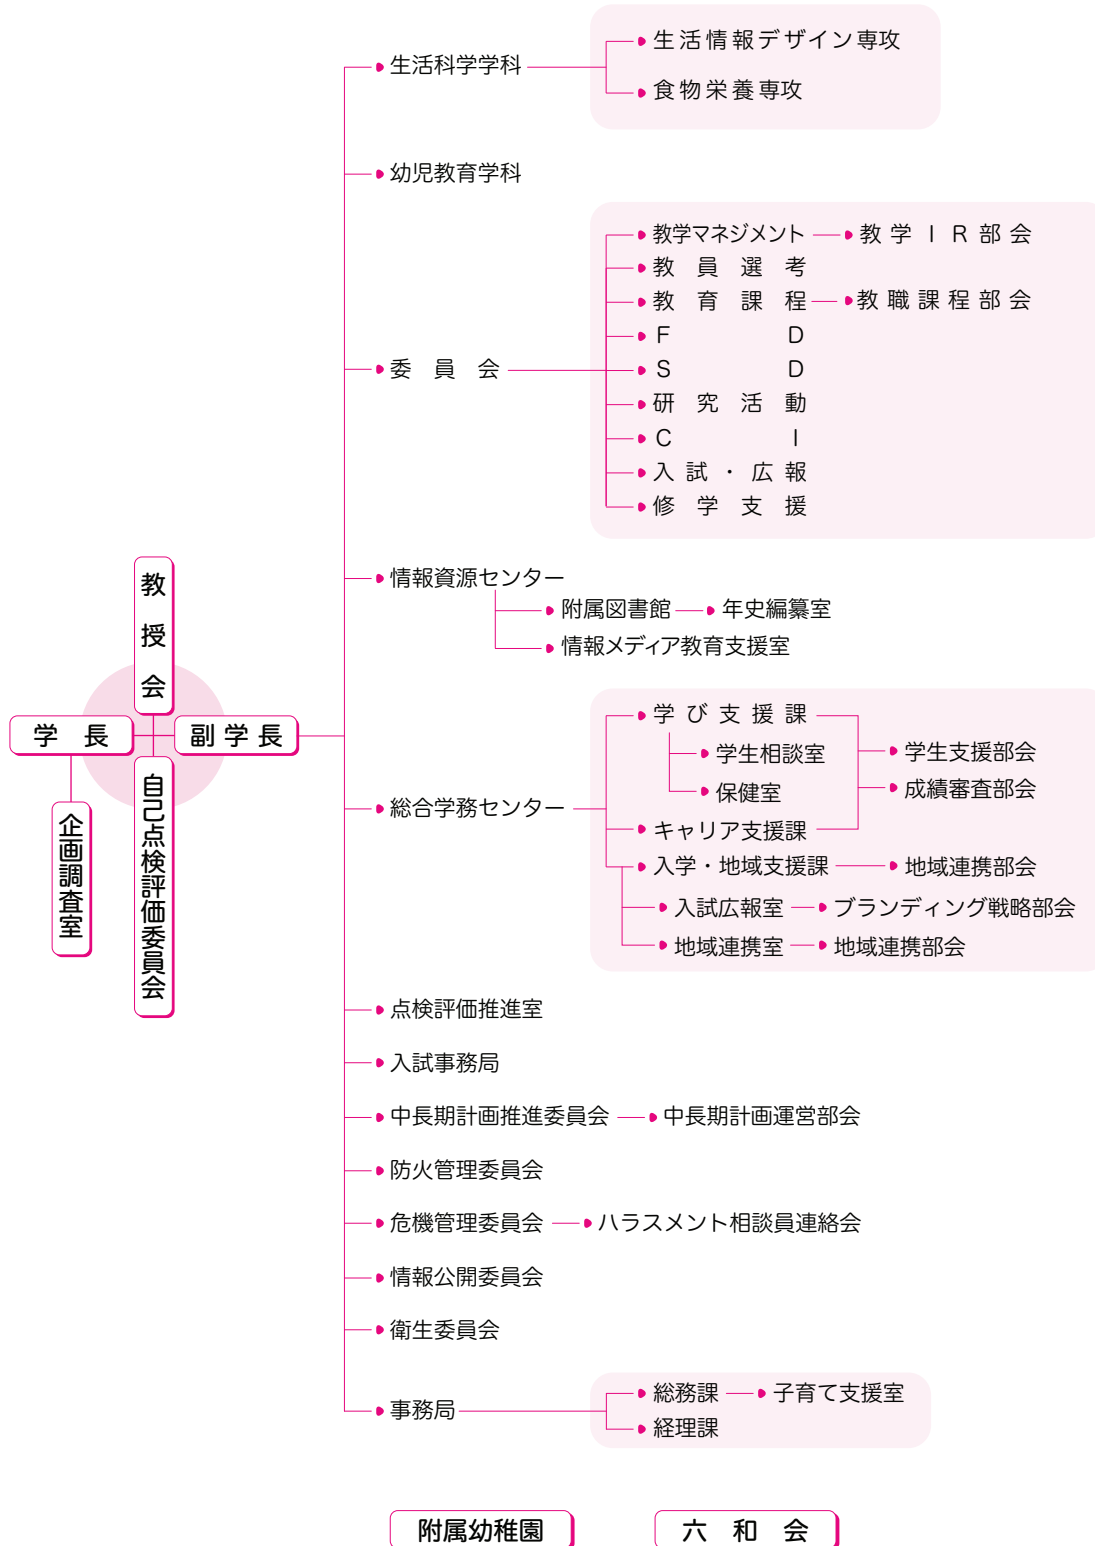 生活情報デザイン専攻
生活科学学科
食物栄養専攻
幼児教育学科
教学マネジメント 教学IR部会
教員選考
教育課程 教職課程部会
FD
委員会 SD
研究活動
CI
入試・広報
修学支援
情報資源センター
附属図書館 年史編纂室
情報メディア教育支援室
教授会
学長
副学長
自己点検評価委員会
企画調査室
学び支援課
学生相談室 学生支援部会
保健室 成績審査部会
総合学務センター
キャリア支援課
入学・地域支援課 地域連携部会
入試広報室 ブランディング戦略部会
地域連携室 地域連携部会
点検評価推進室
入試事務局
中長期計画推進委員会 中長期計画運営部会
防火管理委員会
危機管理委員会 ハラスメント相談員連絡会
情報公開委員会
衛生委員会
総務課 子育て支援室
事務局
経理課
附属幼稚園 六和会